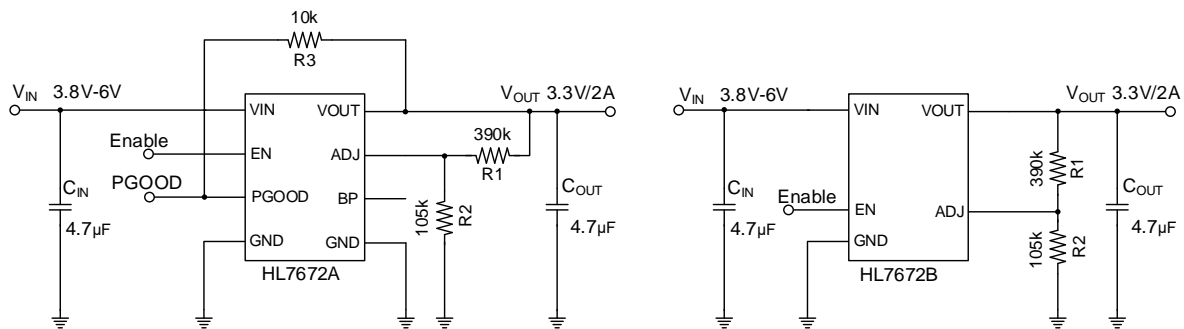 10k
R3
VIN 3.8V-6V
VIN
VOUT
VOUT 3.3V/2A
390k
R1
Enable
EN
ADJ
PGOOD
PGOOD
BP
105k
R2
CIN
4.7µF
COUT
4.7µF
GND
GND
HL7672A
VIN 3.8V-6V
VIN
VOUT
VOUT 3.3V/2A
390k
R1
CIN
4.7µF
Enable
EN
ADJ
COUT
4.7µF
GND
105k
R2
HL7672B